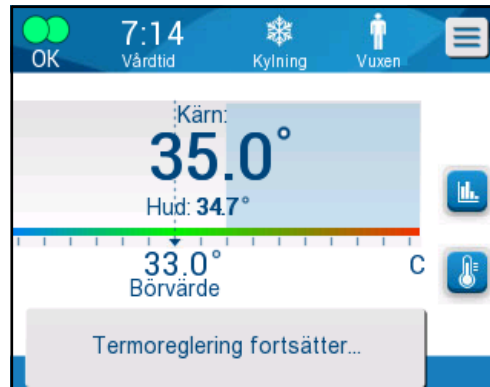 OK
7:14
Vårdtid
Kylning
Vuxen
Kärn:
35.0°
Hud: 34.7°
33.0°
C
Börvärde
Termoreglering fortsätter...